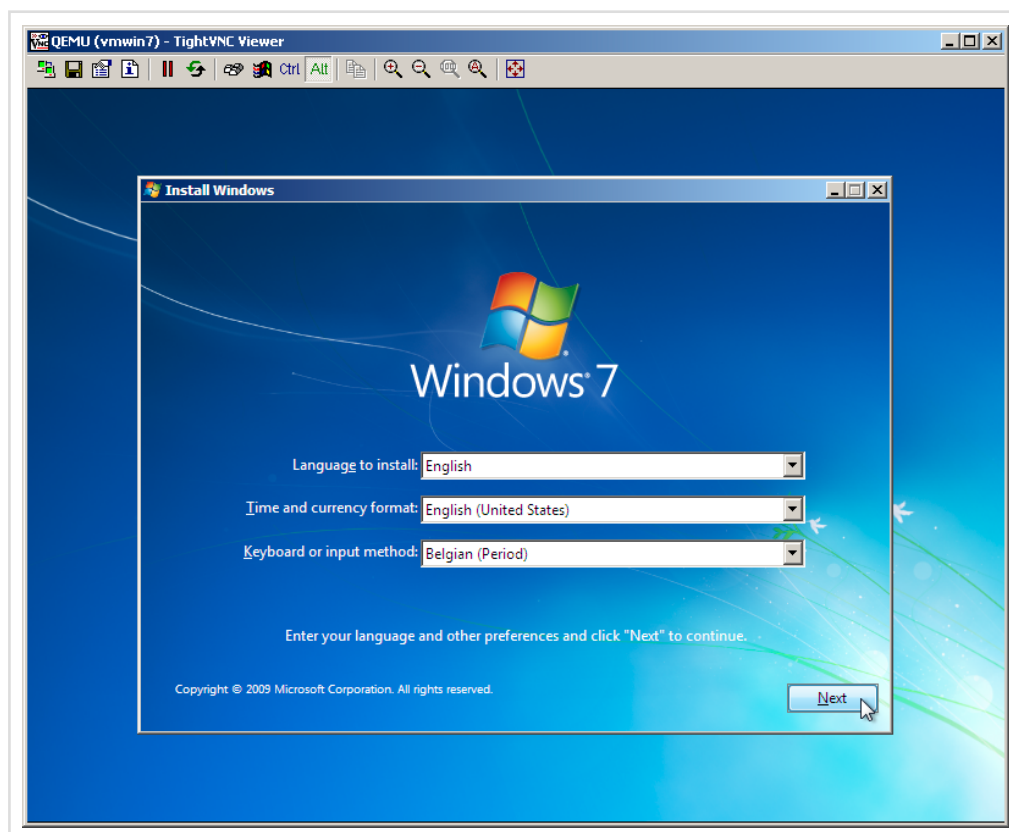 QEMU (vmwin7) - TightVNC Viewer
Ctrl Alt
Install Windows
Windows 7
Language to install: English
Time and currency format: English (United States)
Keyboard or input method: Belgian (Period)
Enter your language and other preferences and click "Next" to continue.
Copyright © 2009 Microsoft Corporation. All rights reserved.
Next